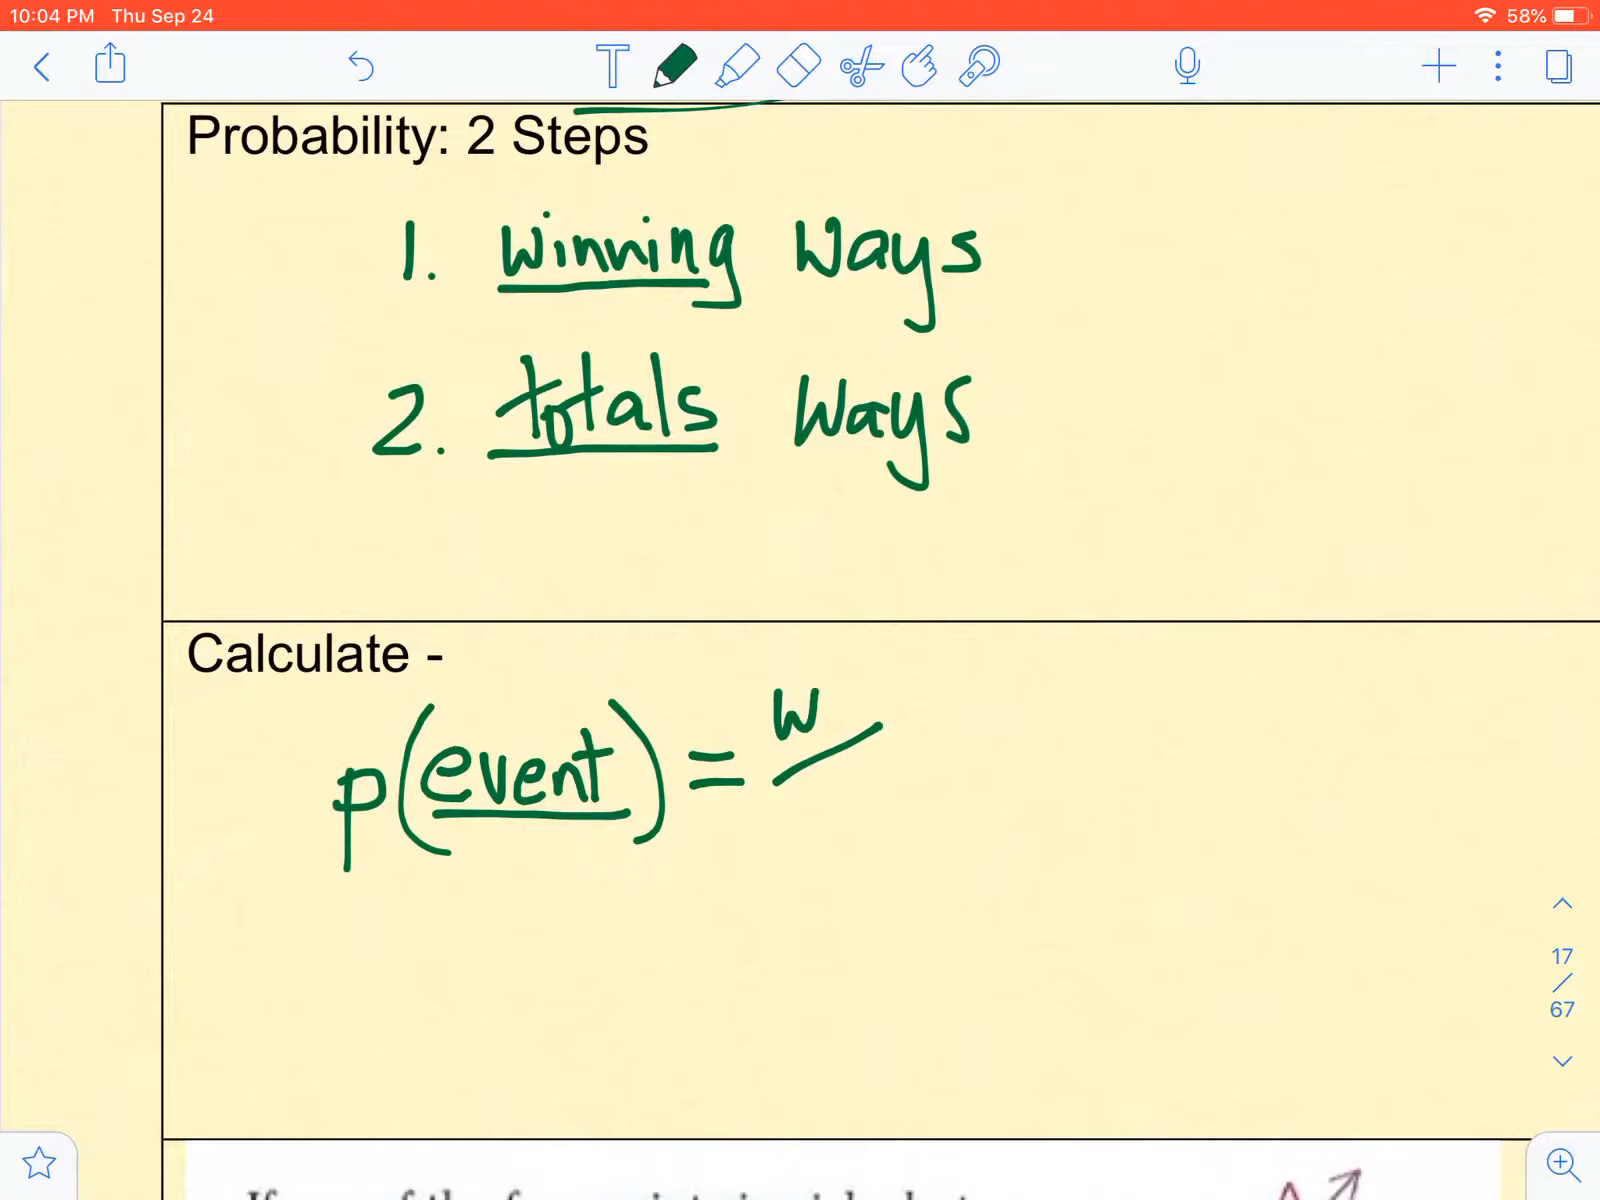 10:04 PM Thu Sep 24
58%
T
Probability: 2 Steps
1. winning Ways
2. totals Ways
Calculate -
p(event) = w/
17
/
67